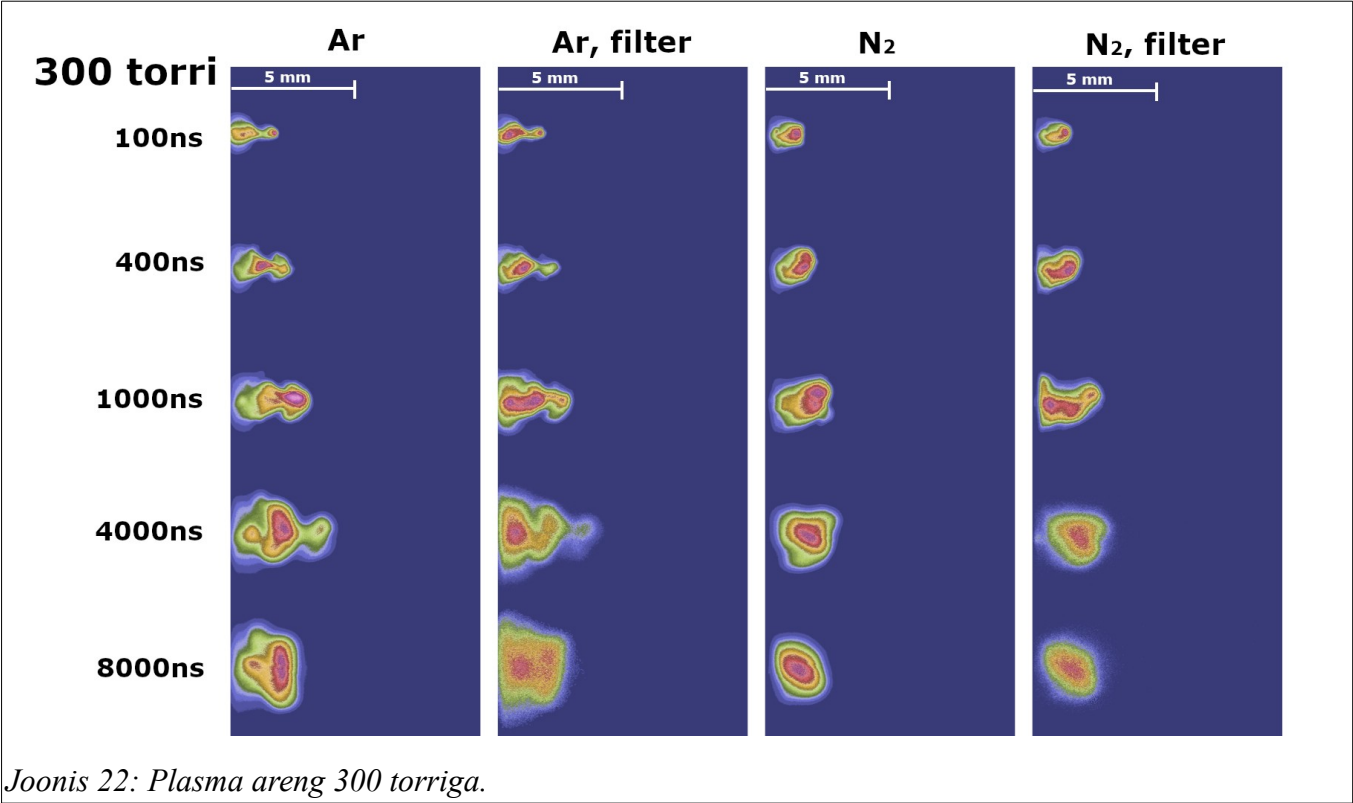 Ar
Ar, filter
N₂
N₂, filter
300 torri
5 mm
5 mm
5 mm
5 mm
100ns
400ns
1000ns
4000ns
8000ns
Joonis 22: Plasma areng 300 torriga.